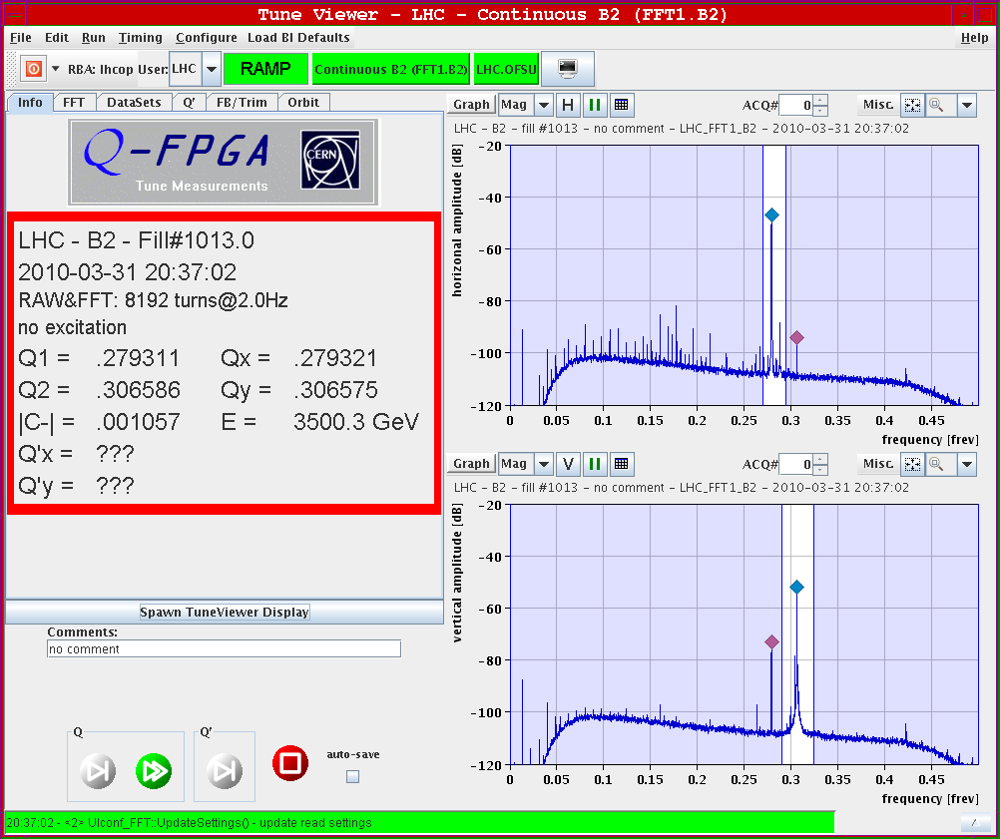 Tune Viewer - LHC - Continuous B2 (FFT1.B2)
File Edit Run Timing Configure Load BI Defaults Help
RBA: lhcop User: LHC RAMP Continuous B2 (FFT1.B2) LHC.OFSU
Info FFT DataSets Q' FB/Trim Orbit
Q-FPGA
Tune Measurements
CERN
LHC - B2 - Fill#1013.0
2010-03-31 20:37:02
RAW&FFT: 8192 turns@2.0Hz
no excitation
Q1 = .279311 Qx = .279321
Q2 = .306586 Qy = .306575
|C-| = .001057 E = 3500.3 GeV
Q'x = ???
Q'y = ???
Spawn TuneViewer Display
Comments:
no comment
Q
Q'
auto-save
Graph Mag H ACQ# 0 Misc.
LHC - B2 - fill #1013 - no comment - LHC_FFT1_B2 - 2010-03-31 20:37:02
horizonal amplitude [dB]
-20
-40
-60
-80
-100
-120
0 0.05 0.1 0.15 0.2 0.25 0.3 0.35 0.4 0.45
frequency [frev]
Graph Mag V ACQ# 0 Misc.
LHC - B2 - fill #1013 - no comment - LHC_FFT1_B2 - 2010-03-31 20:37:02
vertical amplitude [dB]
-20
-40
-60
-80
-100
-120
0 0.05 0.1 0.15 0.2 0.25 0.3 0.35 0.4 0.45
frequency [frev]
20:37:02 - <2> UIconf_FFT::UpdateSettings() - update read settings